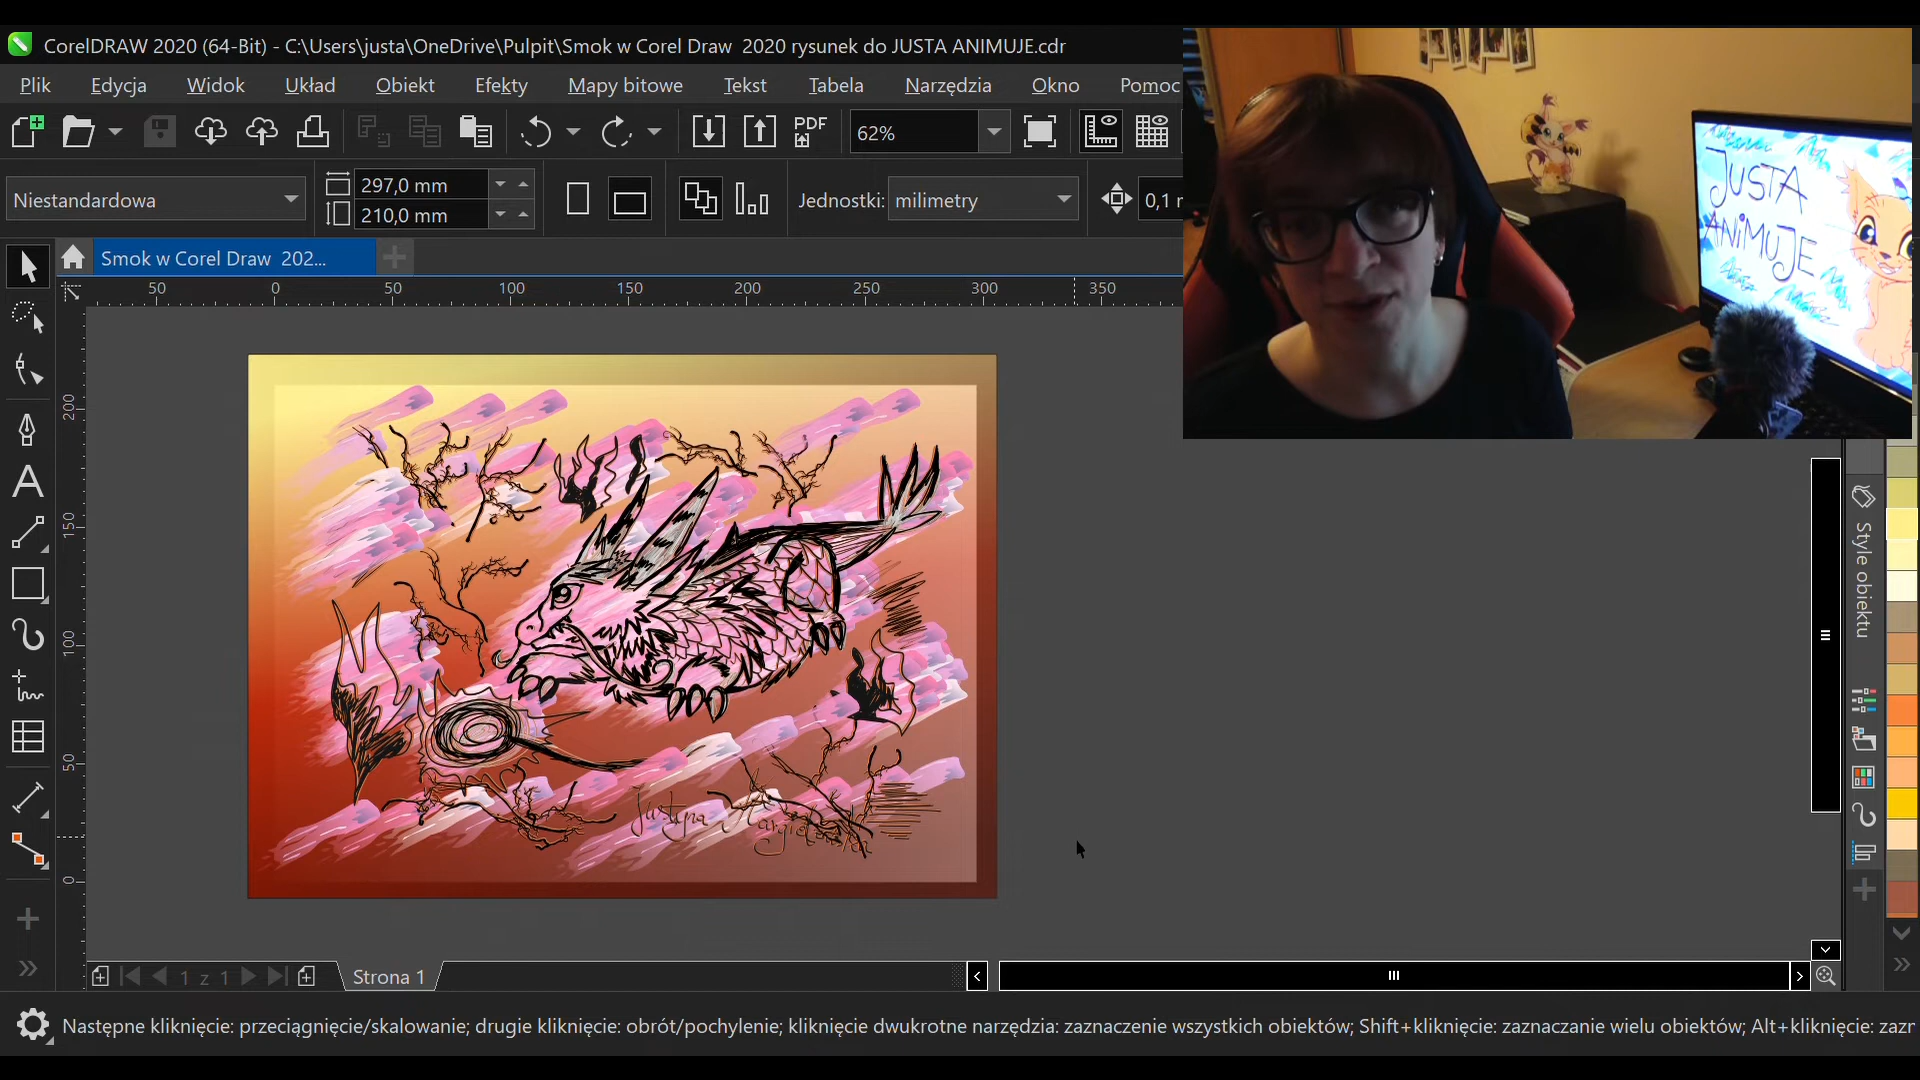 CorelDRAW 2020 (64-Bit) - C:\Users\justa\OneDrive\Pulpit\Smok w Corel Draw  2020 rysunek do JUSTA ANIMUJE.cdr
Plik Edycja Widok Układ Obiekt Efekty Mapy bitowe Tekst Tabela Narzędzia Okno Pomoc
PDF 62%
Niestandardowa 297,0 mm 210,0 mm Jednostki: milimetry 0,1
Smok w Corel Draw  202...
50 0 50 100 150 200 250 300 350
200
150
100
50
0
JUSTA
ANIMUJE
Style obiektu
Justyna
1 z 1 Strona 1
Następne kliknięcie: przeciągnięcie/skalowanie; drugie kliknięcie: obrót/pochylenie; kliknięcie dwukrotne narzędzia: zaznaczenie wszystkich obiektów; Shift+kliknięcie: zaznaczanie wielu obiektów; Alt+kliknięcie: